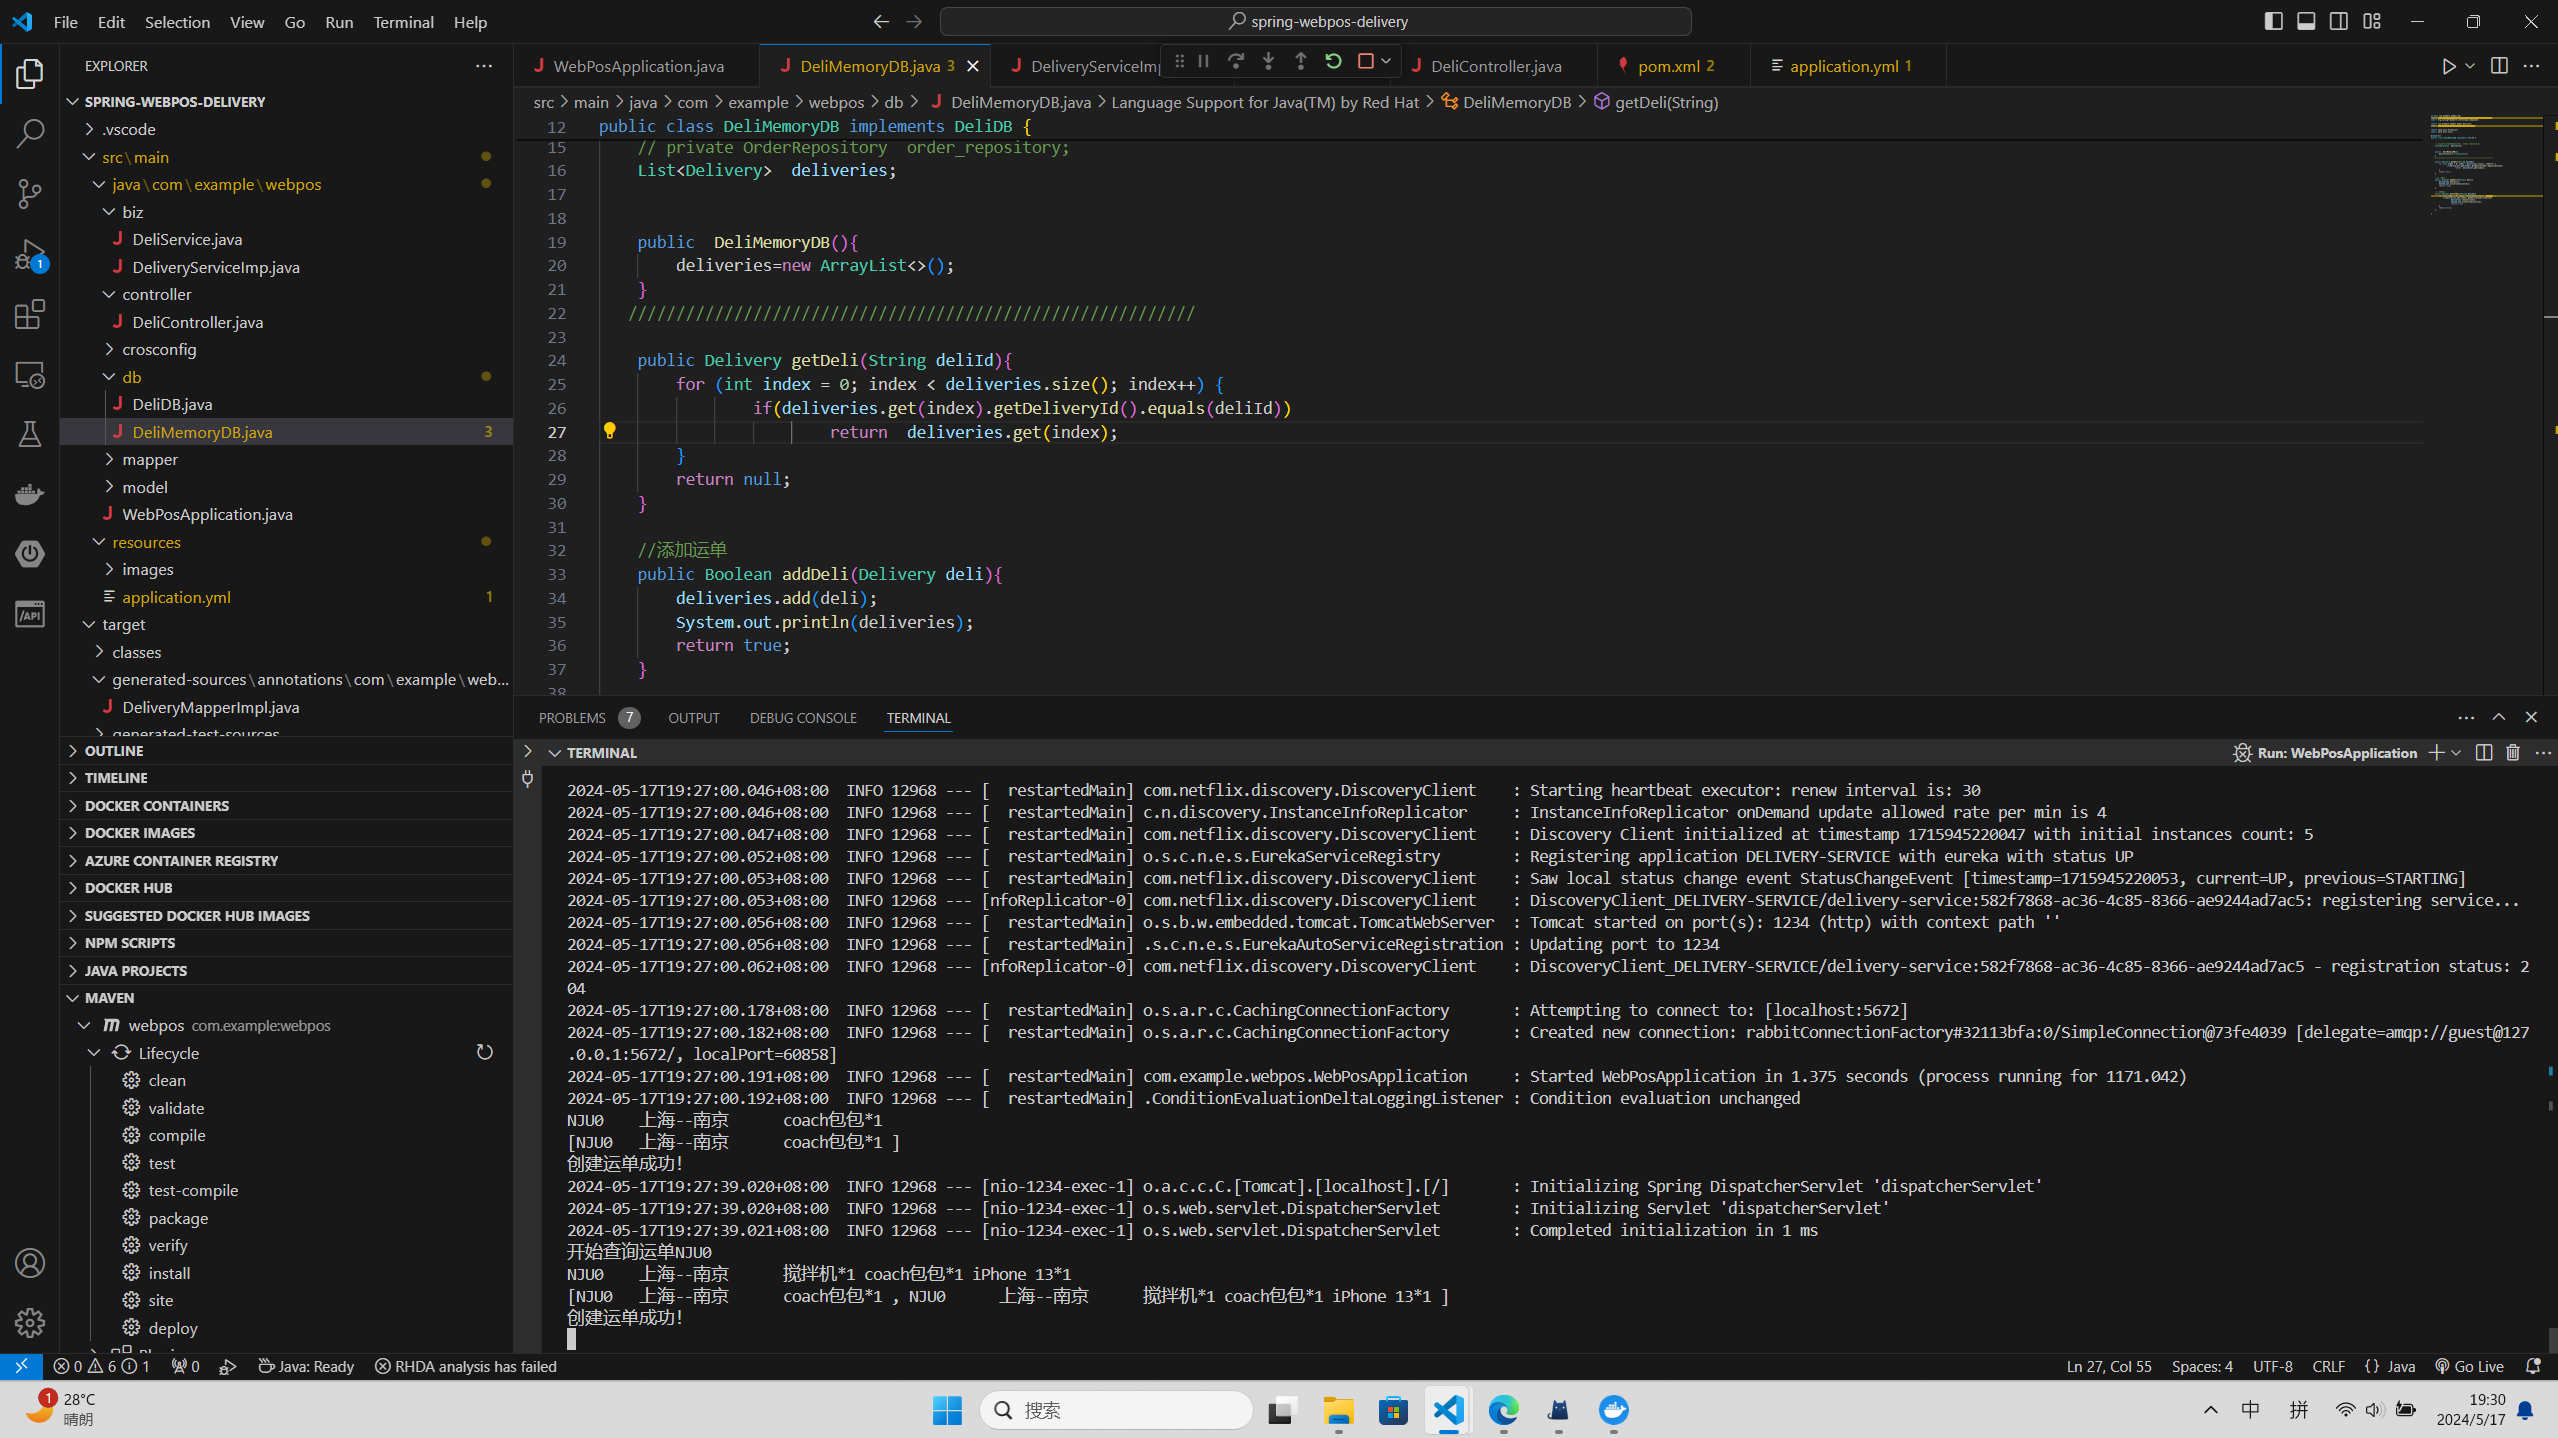 File Edit Selection View Go Run Terminal Help
spring-webpos-delivery
EXPLORER
SPRING-WEBPOS-DELIVERY
.vscode
src\main
java\com\example\webpos
biz
DeliService.java
DeliveryServiceImp.java
controller
DeliController.java
crosconfig
db
DeliDB.java
DeliMemoryDB.java 3
mapper
model
WebPosApplication.java
resources
images
application.yml 1
target
classes
generated-sources\annotations\com\example\web...
DeliveryMapperImpl.java
generated-test-sources
OUTLINE
TIMELINE
DOCKER CONTAINERS
DOCKER IMAGES
AZURE CONTAINER REGISTRY
DOCKER HUB
SUGGESTED DOCKER HUB IMAGES
NPM SCRIPTS
JAVA PROJECTS
MAVEN
webpos com.example:webpos
Lifecycle
clean
validate
compile
test
test-compile
package
verify
install
site
deploy
WebPosApplication.java DeliMemoryDB.java 3 DeliveryServiceImp DeliController.java pom.xml 2 application.yml 1
src > main > java > com > example > webpos > db > DeliMemoryDB.java > Language Support for Java(TM) by Red Hat > DeliMemoryDB > getDeli(String)
12 public class DeliMemoryDB implements DeliDB {
15 // private OrderRepository  order_repository;
16 List<Delivery>  deliveries;
17
18
19 public  DeliMemoryDB(){
20 deliveries=new ArrayList<>();
21 }
22 ///////////////////////////////////////////////////////////
23
24 public Delivery getDeli(String deliId){
25 for (int index = 0; index < deliveries.size(); index++) {
26 if(deliveries.get(index).getDeliveryId().equals(deliId))
27 return  deliveries.get(index);
28 }
29 return null;
30 }
31
32 //添加运单
33 public Boolean addDeli(Delivery deli){
34 deliveries.add(deli);
35 System.out.println(deliveries);
36 return true;
37 }
38
PROBLEMS 7 OUTPUT DEBUG CONSOLE TERMINAL
TERMINAL
Run: WebPosApplication
2024-05-17T19:27:00.046+08:00  INFO 12968 --- [  restartedMain] com.netflix.discovery.DiscoveryClient    : Starting heartbeat executor: renew interval is: 30
2024-05-17T19:27:00.046+08:00  INFO 12968 --- [  restartedMain] c.n.discovery.InstanceInfoReplicator     : InstanceInfoReplicator onDemand update allowed rate per min is 4
2024-05-17T19:27:00.047+08:00  INFO 12968 --- [  restartedMain] com.netflix.discovery.DiscoveryClient    : Discovery Client initialized at timestamp 1715945220047 with initial instances count: 5
2024-05-17T19:27:00.052+08:00  INFO 12968 --- [  restartedMain] o.s.c.n.e.s.EurekaServiceRegistry        : Registering application DELIVERY-SERVICE with eureka with status UP
2024-05-17T19:27:00.053+08:00  INFO 12968 --- [  restartedMain] com.netflix.discovery.DiscoveryClient    : Saw local status change event StatusChangeEvent [timestamp=1715945220053, current=UP, previous=STARTING]
2024-05-17T19:27:00.053+08:00  INFO 12968 --- [nfoReplicator-0] com.netflix.discovery.DiscoveryClient    : DiscoveryClient_DELIVERY-SERVICE/delivery-service:582f7868-ac36-4c85-8366-ae9244ad7ac5: registering service...
2024-05-17T19:27:00.056+08:00  INFO 12968 --- [  restartedMain] o.s.b.w.embedded.tomcat.TomcatWebServer  : Tomcat started on port(s): 1234 (http) with context path ''
2024-05-17T19:27:00.056+08:00  INFO 12968 --- [  restartedMain] .s.c.n.e.s.EurekaAutoServiceRegistration : Updating port to 1234
2024-05-17T19:27:00.062+08:00  INFO 12968 --- [nfoReplicator-0] com.netflix.discovery.DiscoveryClient    : DiscoveryClient_DELIVERY-SERVICE/delivery-service:582f7868-ac36-4c85-8366-ae9244ad7ac5 - registration status: 2
04
2024-05-17T19:27:00.178+08:00  INFO 12968 --- [  restartedMain] o.s.a.r.c.CachingConnectionFactory       : Attempting to connect to: [localhost:5672]
2024-05-17T19:27:00.182+08:00  INFO 12968 --- [  restartedMain] o.s.a.r.c.CachingConnectionFactory       : Created new connection: rabbitConnectionFactory#32113bfa:0/SimpleConnection@73fe4039 [delegate=amqp://guest@127
.0.0.1:5672/, localPort=60858]
2024-05-17T19:27:00.191+08:00  INFO 12968 --- [  restartedMain] com.example.webpos.WebPosApplication     : Started WebPosApplication in 1.375 seconds (process running for 1171.042)
2024-05-17T19:27:00.192+08:00  INFO 12968 --- [  restartedMain] .ConditionEvaluationDeltaLoggingListener : Condition evaluation unchanged
NJU0    上海--南京      coach包包*1
[NJU0   上海--南京      coach包包*1 ]
创建运单成功!
2024-05-17T19:27:39.020+08:00  INFO 12968 --- [nio-1234-exec-1] o.a.c.c.C.[Tomcat].[localhost].[/]       : Initializing Spring DispatcherServlet 'dispatcherServlet'
2024-05-17T19:27:39.020+08:00  INFO 12968 --- [nio-1234-exec-1] o.s.web.servlet.DispatcherServlet        : Initializing Servlet 'dispatcherServlet'
2024-05-17T19:27:39.021+08:00  INFO 12968 --- [nio-1234-exec-1] o.s.web.servlet.DispatcherServlet        : Completed initialization in 1 ms
开始查询运单NJU0
NJU0    上海--南京      搅拌机*1 coach包包*1 iPhone 13*1
[NJU0   上海--南京      coach包包*1 , NJU0      上海--南京      搅拌机*1 coach包包*1 iPhone 13*1 ]
创建运单成功!
0 6 1 0 Java: Ready RHDA analysis has failed
Ln 27, Col 55 Spaces: 4 UTF-8 CRLF {} Java Go Live
1 28°C
晴朗
搜索
中 拼
19:30
2024/5/17